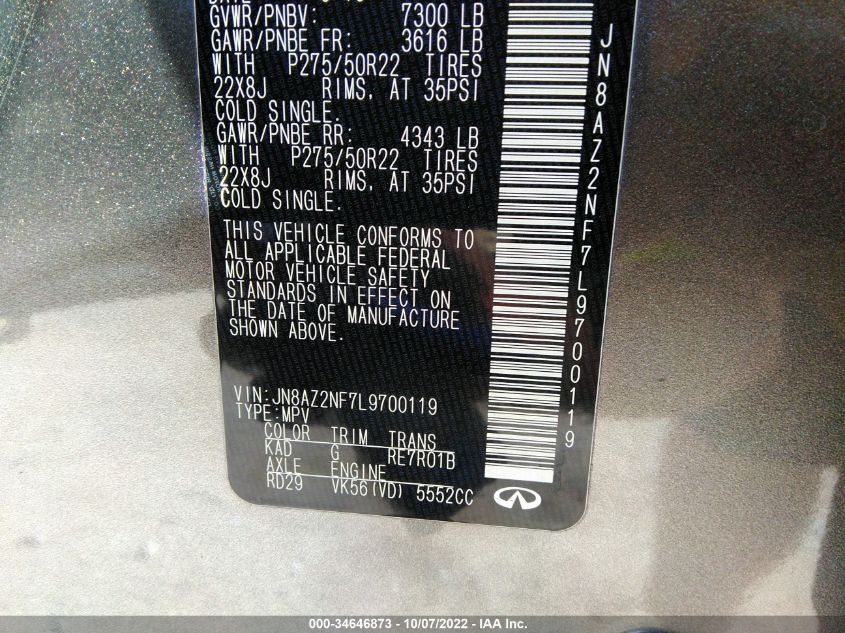 GVWR/PNBV: 7300 LB
GAWR/PNBE FR: 3616 LB
WITH P275/50R22 TIRES
22X8J RIMS, AT 35PSI
COLD SINGLE.
GAWR/PNBE RR: 4343 LB
WITH P275/50R22 TIRES
22X8J RIMS, AT 35PSI
COLD SINGLE.
THIS VEHICLE CONFORMS TO
ALL APPLICABLE FEDERAL
MOTOR VEHICLE SAFETY
STANDARDS IN EFFECT ON
THE DATE OF MANUFACTURE
SHOWN ABOVE.
VIN:JN8AZ2NF7L9700119
TYPE:MPV
COLOR TRIM TRANS
KAD G RE7R01B
AXLE ENGINE
RD29 VK56(VD) 5552CC
JN8AZ2NF7L9700119
000-34646873 - 10/07/2022 - IAA Inc.